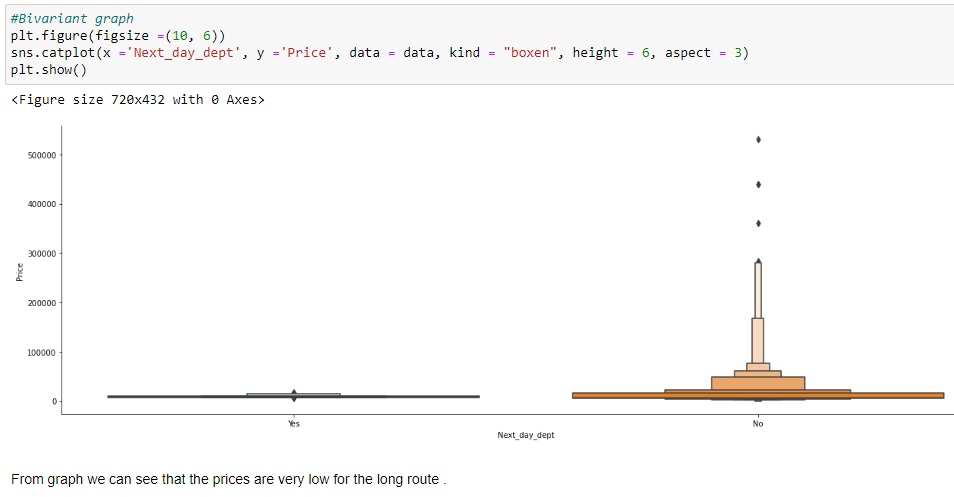 #Bivariant graph
plt.figure(figsize =(10, 6))
sns.catplot(x ='Next_day_dept', y ='Price', data = data, kind = "boxen", height = 6, aspect = 3)
plt.show()
<Figure size 720x432 with 0 Axes>
500000
400000
300000
200000
100000
0
Price
Yes
No
Next_day_dept
From graph we can see that the prices are very low for the long route .